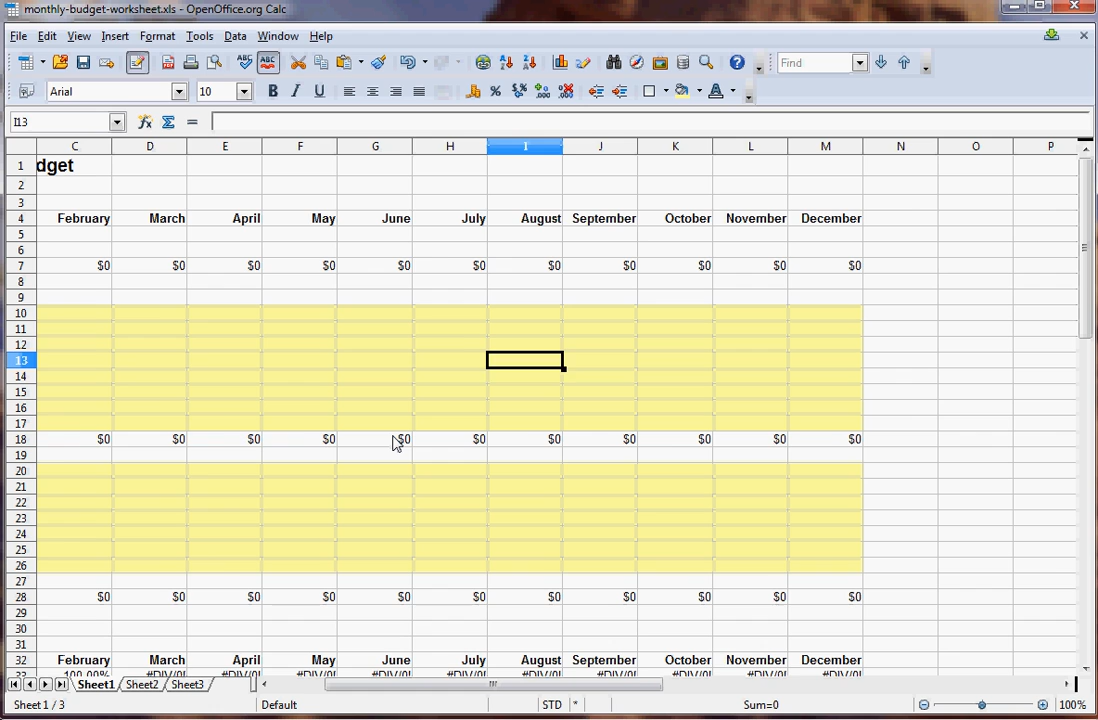 monthly-budget-worksheet.xls - OpenOffice.org Calc
File Edit View Insert Format Tools Data Window Help
ABC ABC Find
Arial 10 B I U A
I13
C D E F G H I J K L M N O P
1 dget
2
3
4 February March April May June July August September October November December
5
6
7 $0 $0 $0 $0 $0 $0 $0 $0 $0 $0 $0
8
9
10
11
12
13
14
15
16
17
18 $0 $0 $0 $0 $0 $0 $0 $0 $0 $0 $0
19
20
21
22
23
24
25
26
27
28 $0 $0 $0 $0 $0 $0 $0 $0 $0 $0 $0
29
30
31
32 February March April May June July August September October November December
33 100.00% #DIV/0! #DIV/0! #DIV/0! #DIV/0! #DIV/0! #DIV/0! #DIV/0! #DIV/0! #DIV/0! #DIV/0!
Sheet1 Sheet2 Sheet3
Sheet 1 / 3 Default STD * Sum=0 100%